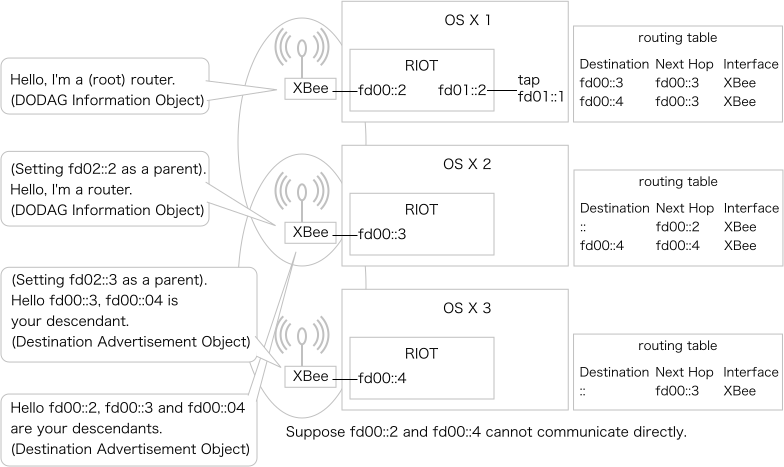 OS X 1
RIOT
XBee
fd00::2
fd01::2
tap
fd01::1
routing table
Destination Next Hop Interface
fd00::3 fd00::3 XBee
fd00::4 fd00::3 XBee
Hello, I'm a (root) router.
(DODAG Information Object)
OS X 2
RIOT
XBee
fd00::3
routing table
Destination Next Hop Interface
:: fd00::2 XBee
fd00::4 fd00::4 XBee
(Setting fd02::2 as a parent).
Hello, I'm a router.
(DODAG Information Object)
(Setting fd02::3 as a parent).
Hello fd00::3, fd00::04 is
your descendant.
(Destination Advertisement Object)
OS X 3
RIOT
XBee
fd00::4
routing table
Destination Next Hop Interface
:: fd00::3 XBee
Hello fd00::2, fd00::3 and fd00::04
are your descendants.
(Destination Advertisement Object)
Suppose fd00::2 and fd00::4 cannot communicate directly.